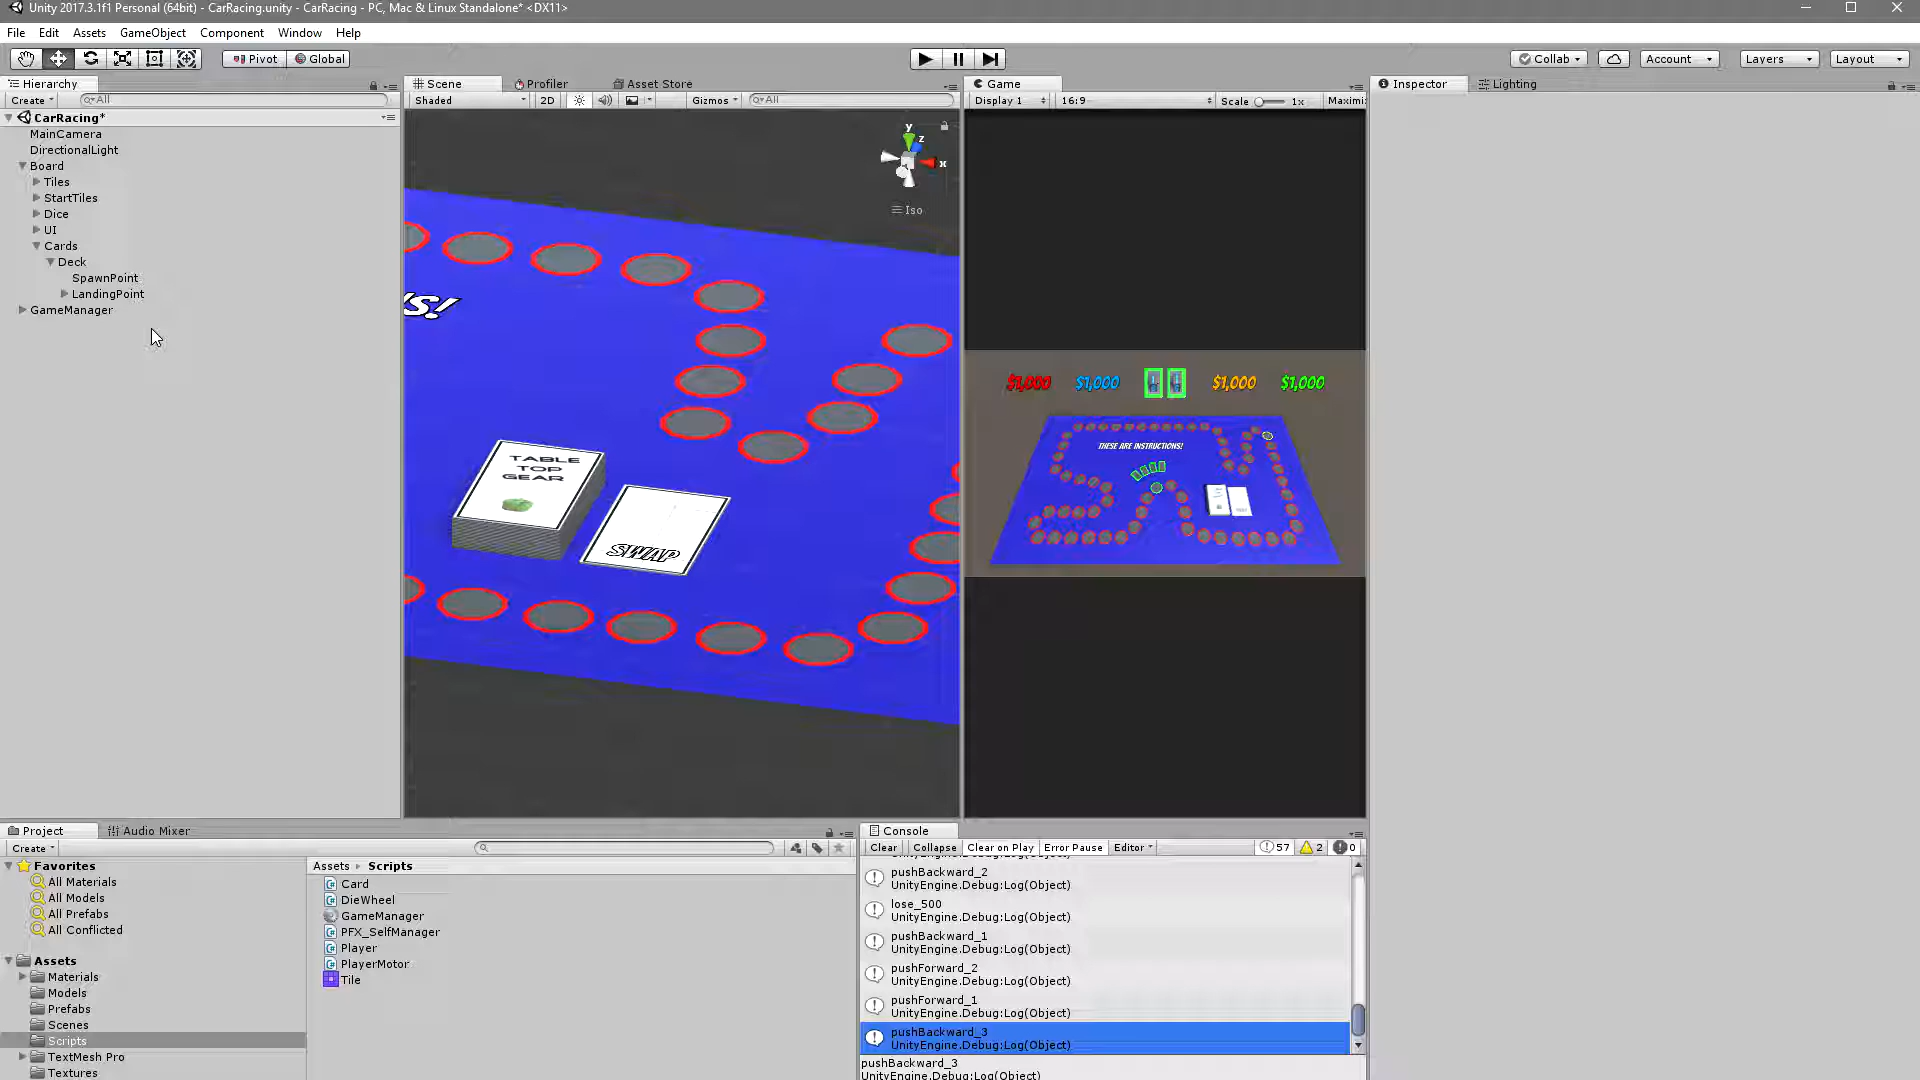 Unity 2017.3.1f1 Personal (64bit) - CarRacing.unity - CarRacing - PC, Mac & Linux Standalone* <DX11>
File Edit Assets GameObject Component Window Help
Pivot Global Collab Account Layers Layout
Hierarchy
Create All
CarRacing*
MainCamera
DirectionalLight
Board
Tiles
StartTiles
Dice
UI
Cards
Deck
SpawnPoint
LandingPoint
GameManager
Scene Profiler Asset Store
Shaded 2D Gizmos All
y
z
x
Iso
S!
TABLE
TOP
GEAR
SWAP
Game
Display 1 16:9 Scale 1x Maximi
$1,000 $1,000 $1,000 $1,000
THESE ARE INSTRUCTIONS!
Inspector Lighting
Project Audio Mixer
Create
Favorites
All Materials
All Models
All Prefabs
All Conflicted
Assets
Materials
Models
Prefabs
Scenes
Scripts
TextMesh Pro
Textures
Assets Scripts
Card
DieWheel
GameManager
PFX_SelfManager
Player
PlayerMotor
Tile
Console
Clear Collapse Clear on Play Error Pause Editor 57 2 0
UnityEngine.Debug:Log(Object)
pushBackward_2
UnityEngine.Debug:Log(Object)
lose_500
UnityEngine.Debug:Log(Object)
pushBackward_1
UnityEngine.Debug:Log(Object)
pushForward_2
UnityEngine.Debug:Log(Object)
pushForward_1
UnityEngine.Debug:Log(Object)
pushBackward_3
UnityEngine.Debug:Log(Object)
pushBackward_3
UnityEngine.Debug:Log(Object)